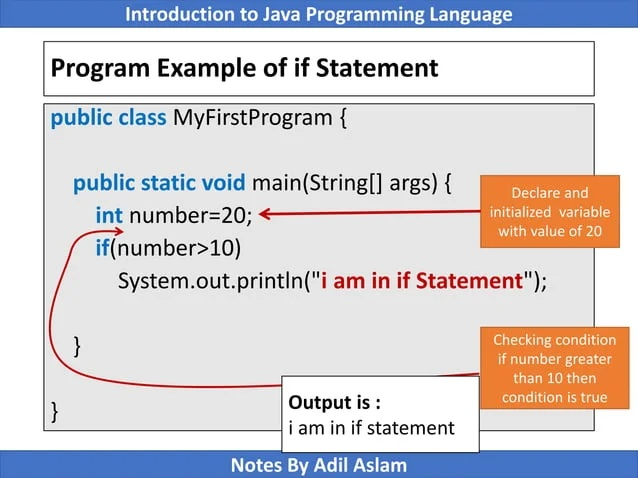 Introduction to Java Programming Language
Program Example of if Statement
public class MyFirstProgram {
public static void main(String[] args) {
int number=20;
if(number>10)
System.out.println("i am in if Statement");
}
}
Declare and
initialized variable
with value of 20
Checking condition
if number greater
than 10 then
condition is true
Output is :
i am in if statement
Notes By Adil Aslam